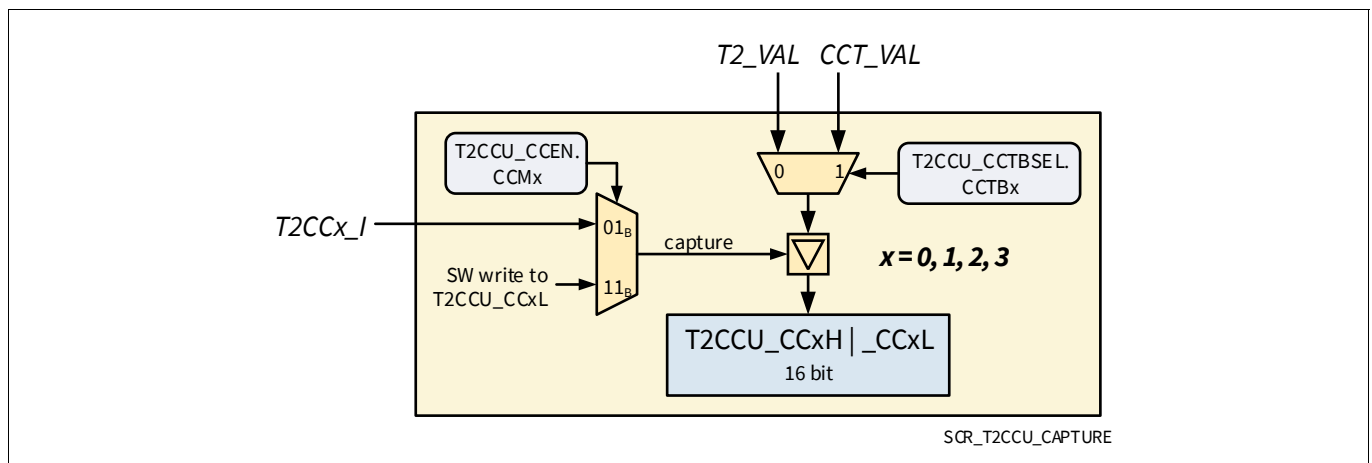 T2_VAL CCT_VAL
T2CCU_CCEN.
CCMx
0 1
T2CCU_CCTBSEL.
CCTBx
T2CCx_I
01B
capture
x = 0, 1, 2, 3
SW write to
T2CCU_CCxL
11B
T2CCU_CCxH | _CCxL
16 bit
SCR_T2CCU_CAPTURE